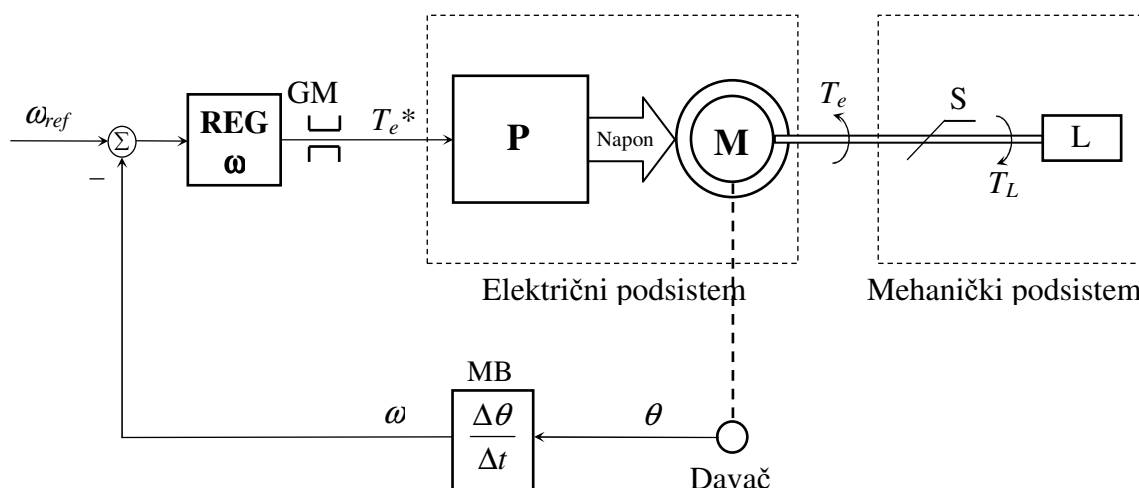 ω_ref
Σ
−
REG
ω
GM
T_e*
P
Napon
M
T_e
S
T_L
L
Električni podsistem
Mehanički podsistem
MB
ω
Δθ
Δt
θ
Davač